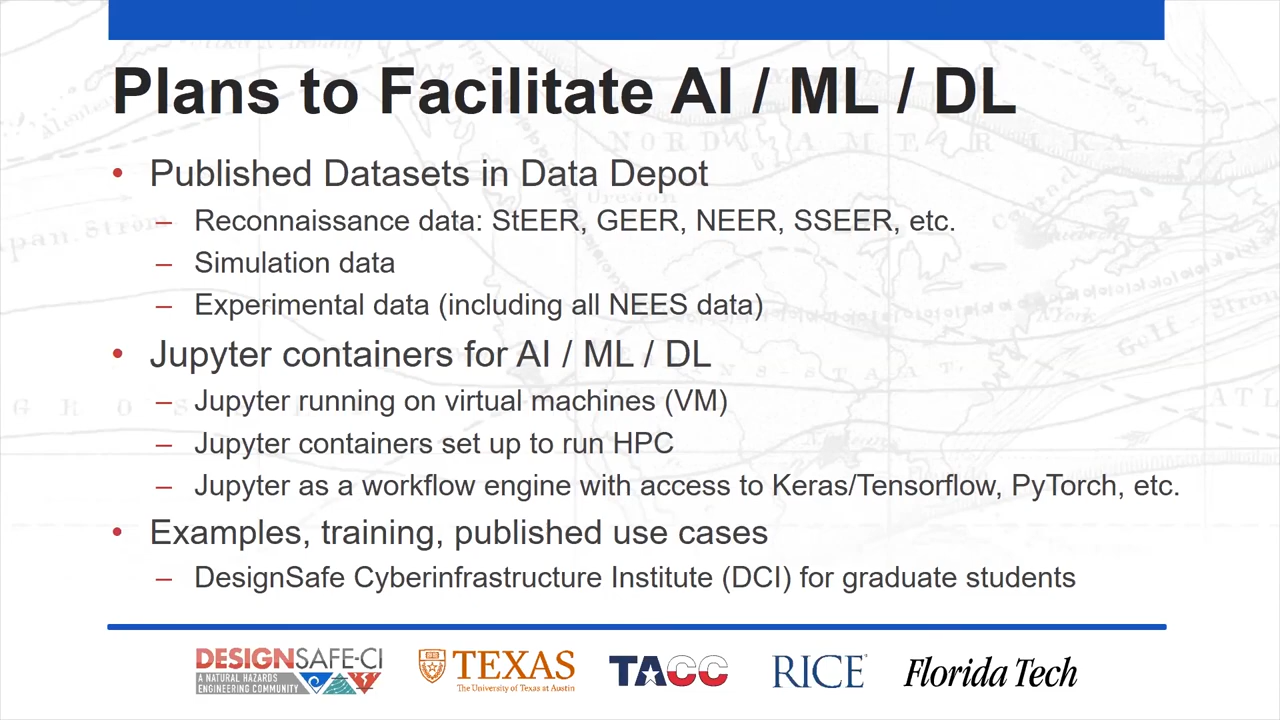 Plans to Facilitate AI / ML / DL
• Published Datasets in Data Depot
– Reconnaissance data: StEER, GEER, NEER, SSEER, etc.
– Simulation data
– Experimental data (including all NEES data)
• Jupyter containers for AI / ML / DL
– Jupyter running on virtual machines (VM)
– Jupyter containers set up to run HPC
– Jupyter as a workflow engine with access to Keras/Tensorflow, PyTorch, etc.
• Examples, training, published use cases
– DesignSafe Cyberinfrastructure Institute (DCI) for graduate students
DESIGNSAFE-CI
A NATURAL HAZARDS
ENGINEERING COMMUNITY
TEXAS
The University of Texas at Austin
TACC
RICE
Florida Tech
NORD AMERIKA
Oregon